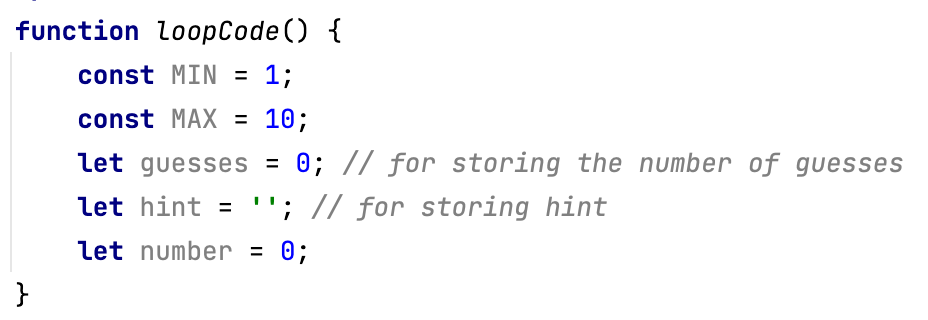 function loopCode() {
    const MIN = 1;
    const MAX = 10;
    let guesses = 0; // for storing the number of guesses
    let hint = ''; // for storing hint
    let number = 0;
}